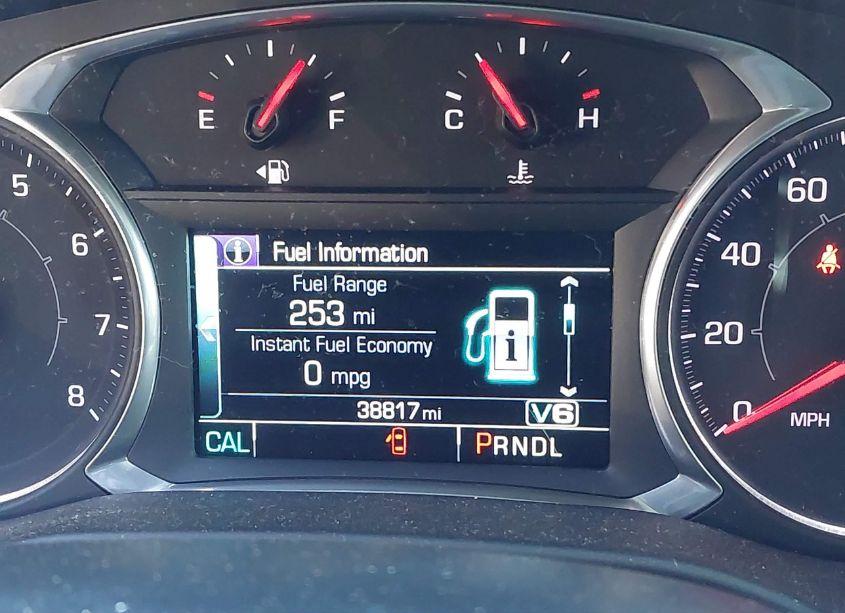 E F C H
5
6
7
8
60
40
20
0
MPH
i Fuel Information
Fuel Range
253 mi
Instant Fuel Economy
0 mpg
i
38817 mi V6
CAL PRNDL